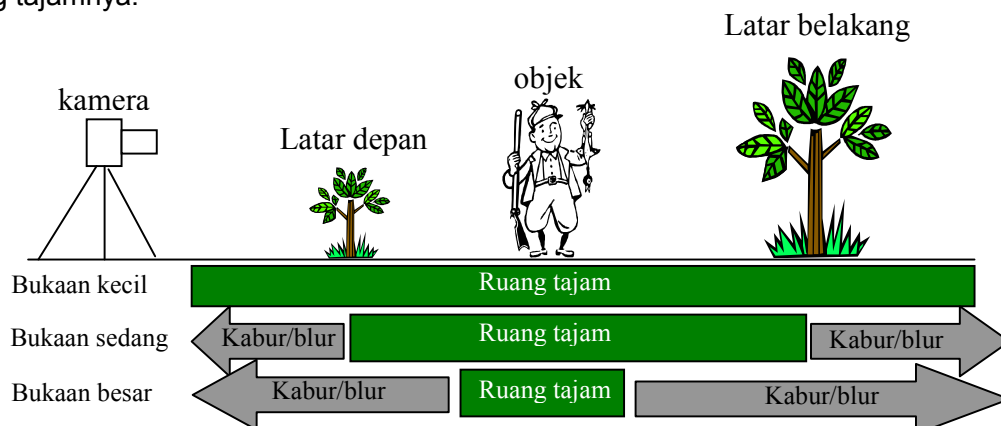 tajamnya.
Latar belakang
objek
kamera
Latar depan
Bukaan kecil Ruang tajam
Bukaan sedang Kabur/blur Ruang tajam Kabur/blur
Bukaan besar Kabur/blur Ruang tajam Kabur/blur